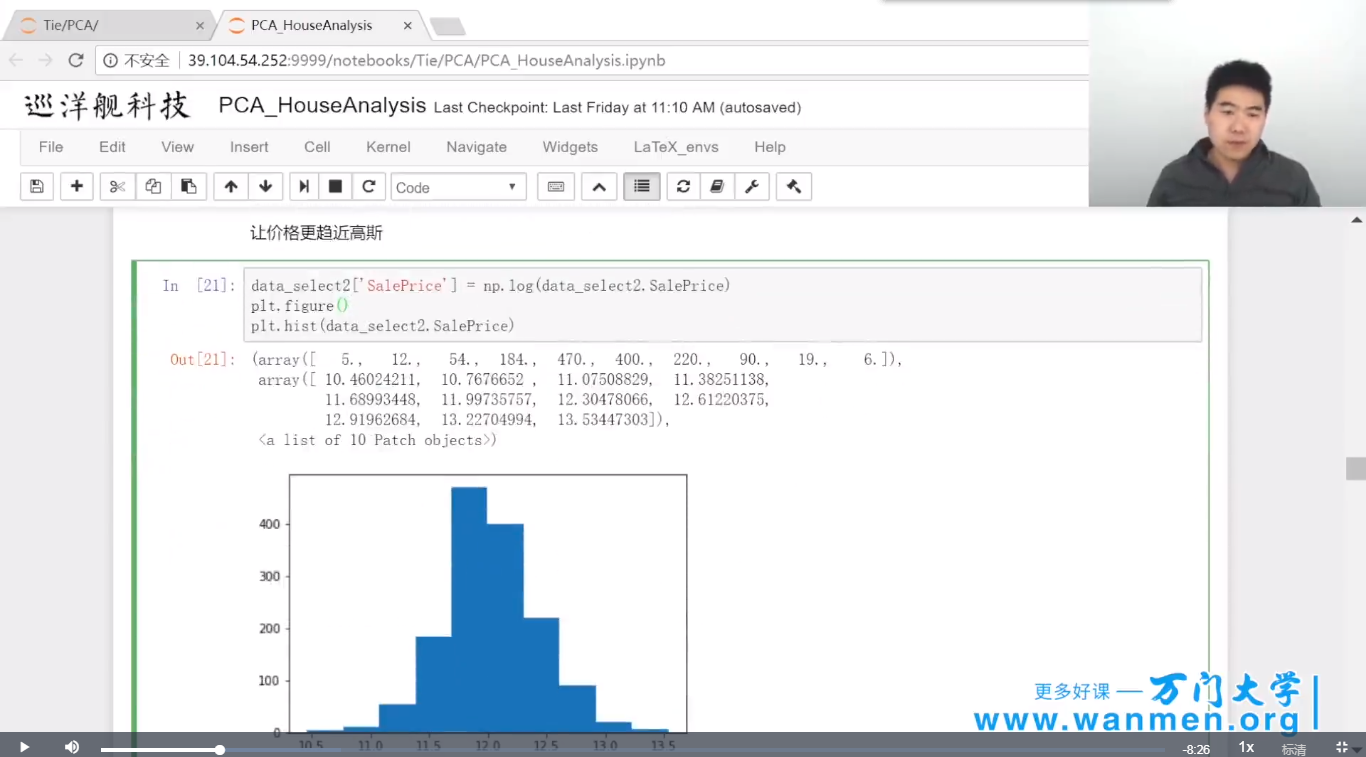 Tie/PCA/
PCA_HouseAnalysis
不安全
39.104.54.252:9999/notebooks/Tie/PCA/PCA_HouseAnalysis.ipynb
巡洋舰科技
PCA_HouseAnalysis Last Checkpoint: Last Friday at 11:10 AM (autosaved)
File Edit View Insert Cell Kernel Navigate Widgets LaTeX_envs Help
Code
让价格更趋近高斯
In [21]: data_select2['SalePrice'] = np.log(data_select2.SalePrice)
plt.figure()
plt.hist(data_select2.SalePrice)
Out[21]: (array([ 5., 12., 54., 184., 470., 400., 220., 90., 19., 6.]),
array([ 10.46024211, 10.7676652 , 11.07508829, 11.38251138,
11.68993448, 11.99735757, 12.30478066, 12.61220375,
12.91962684, 13.22704994, 13.53447303]),
<a list of 10 Patch objects>)
400
300
200
100
0
10.5 11.0 11.5 12.0 12.5 13.0 13.5
更多好课 — 万门大学
www.wanmen.org
-8:26 1x 标清